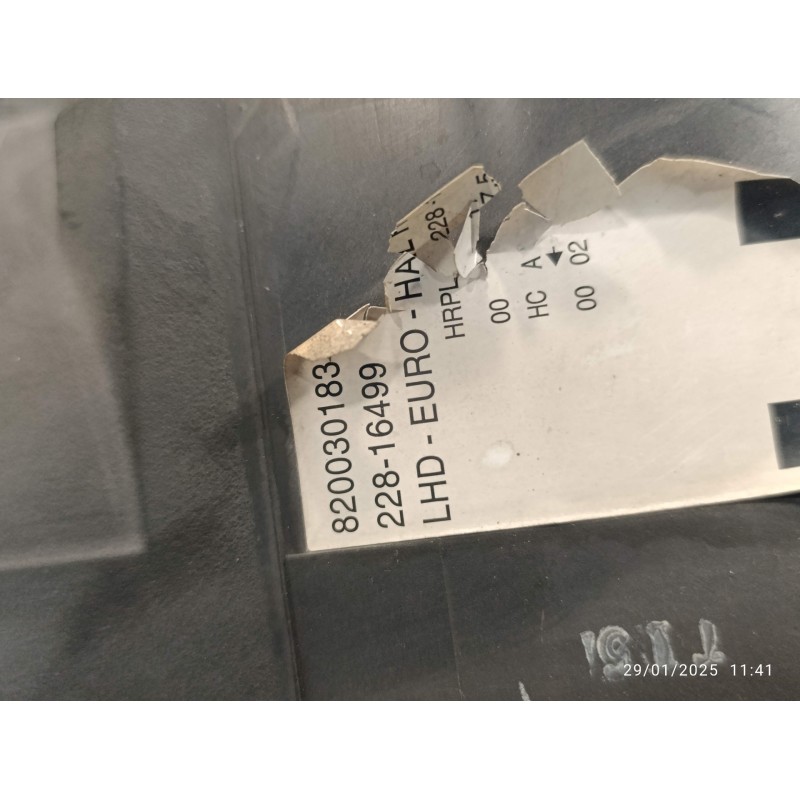 820030183
228-16499
LHD - EURO - HAL
HRPL 228-
00
HC A
00 02
29/01/2025 11:41